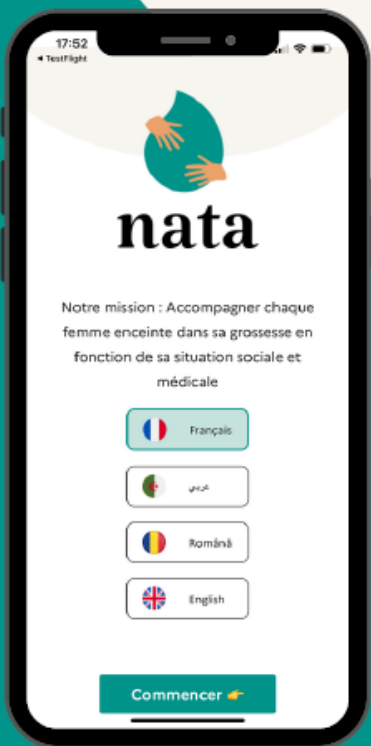 17:52
◀ TestFlight
nata
Notre mission : Accompagner chaque
femme enceinte dans sa grossesse en
fonction de sa situation sociale et
médicale
Français
عربي
Română
English
Commencer 👉